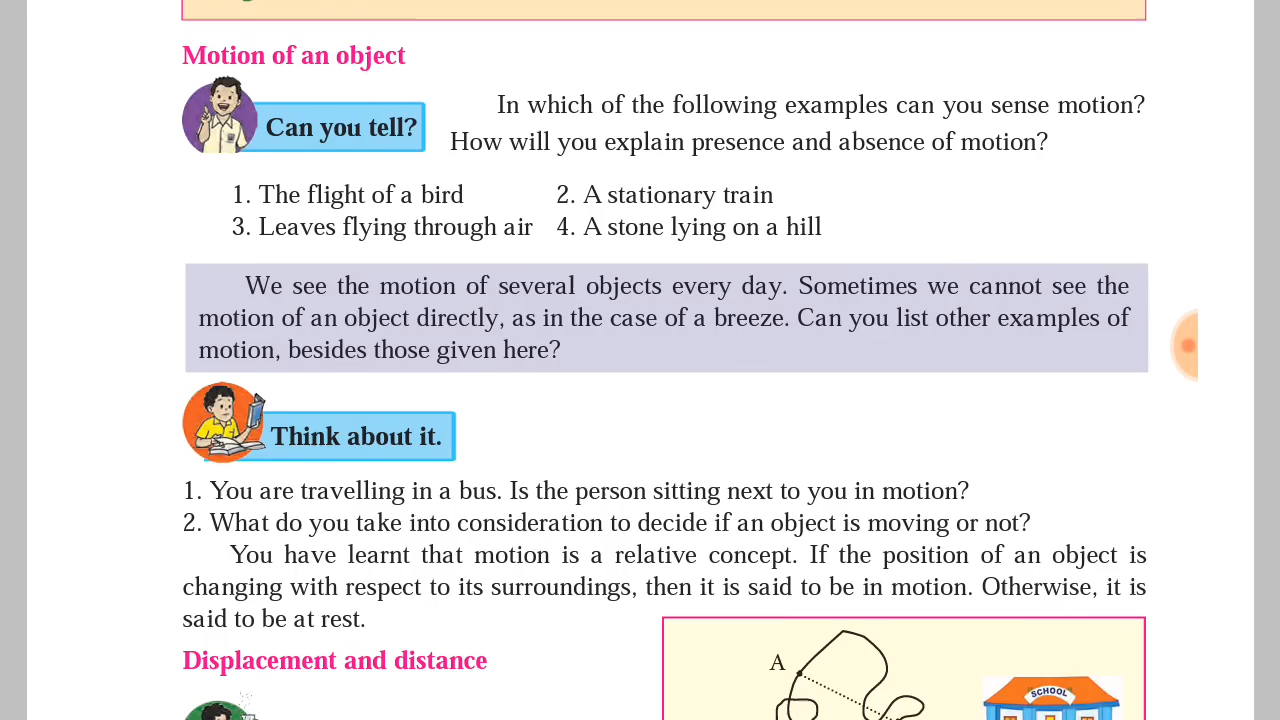 Motion of an object
Can you tell?
In which of the following examples can you sense motion?
How will you explain presence and absence of motion?
1. The flight of a bird 2. A stationary train
3. Leaves flying through air 4. A stone lying on a hill
We see the motion of several objects every day. Sometimes we cannot see the
motion of an object directly, as in the case of a breeze. Can you list other examples of
motion, besides those given here?
Think about it.
1. You are travelling in a bus. Is the person sitting next to you in motion?
2. What do you take into consideration to decide if an object is moving or not?
You have learnt that motion is a relative concept. If the position of an object is
changing with respect to its surroundings, then it is said to be in motion. Otherwise, it is
said to be at rest.
Displacement and distance
A
SCHOOL